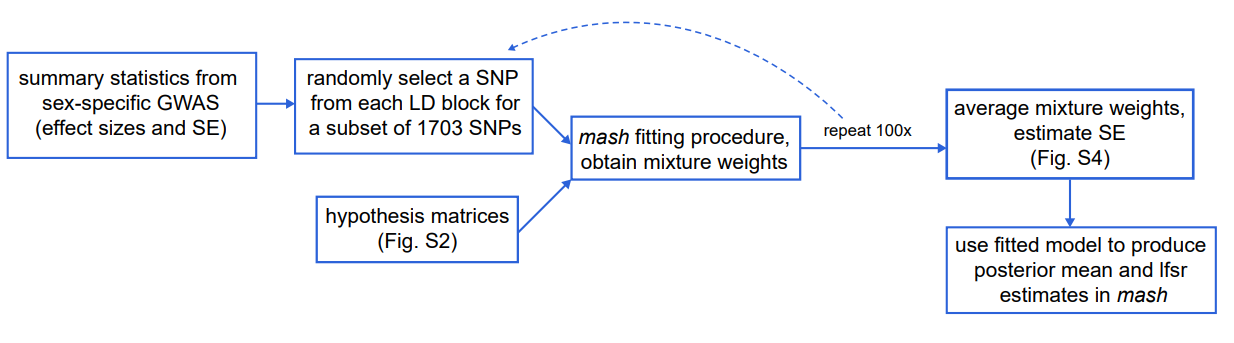 summary statistics from
sex-specific GWAS
(effect sizes and SE)
randomly select a SNP
from each LD block for
a subset of 1703 SNPs
hypothesis matrices
(Fig. S2)
mash fitting procedure,
obtain mixture weights
repeat 100x
average mixture weights,
estimate SE
(Fig. S4)
use fitted model to produce
posterior mean and lfsr
estimates in mash